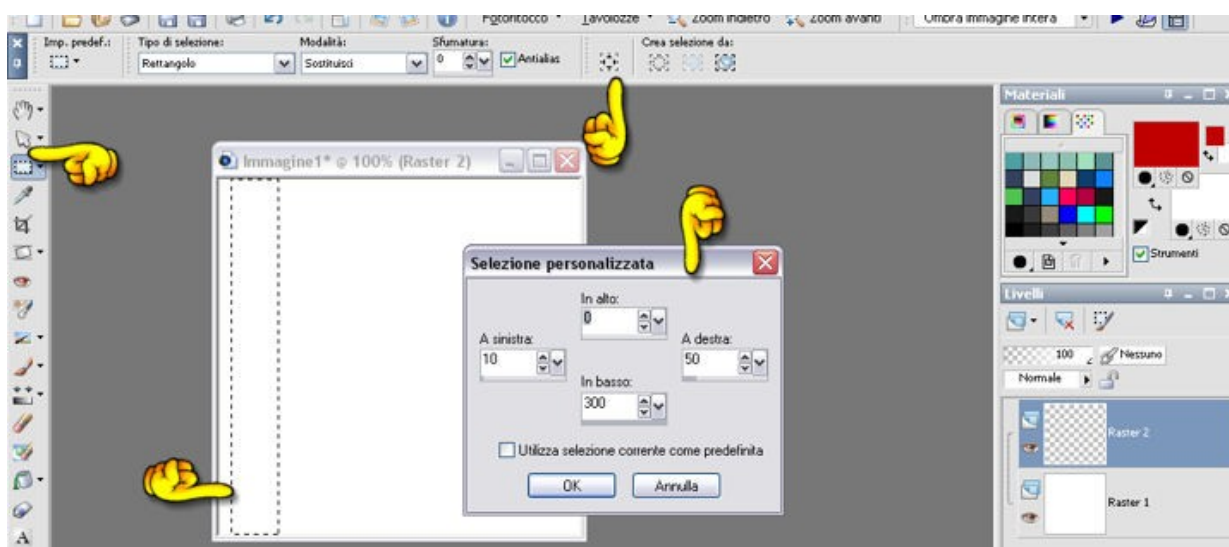 Fotoritocco Tavolozze Zoom indietro Zoom avanti Ombra immagine intera
Imp. predef.: Tipo di selezione: Modalità: Sfumatura: Crea selezione da:
Rettangolo Sostituisci 0 Antialias
Materiali
Immagine1* @ 100% (Raster 2)
Strumenti
Selezione personalizzata
In alto:
0
A sinistra: A destra:
10 50
In basso:
300
Utilizza selezione corrente come predefinita
OK Annulla
Livelli
100 Nessuno
Normale
Raster 2
Raster 1
A